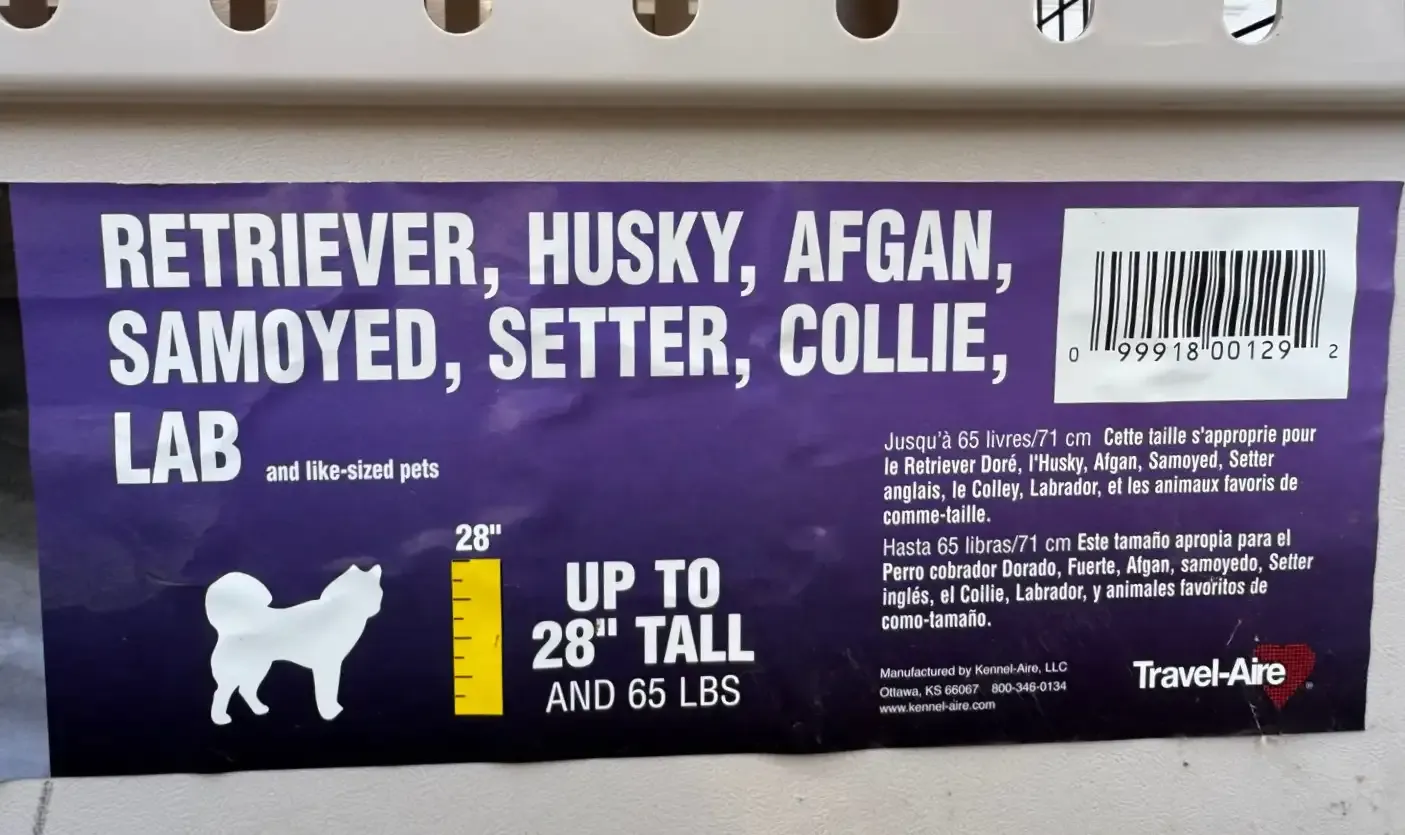 RETRIEVER, HUSKY, AFGAN,
SAMOYED, SETTER, COLLIE,
LAB and like-sized pets
28"
UP TO
28" TALL
AND 65 LBS
0 99918 00129 2
Jusqu'à 65 livres/71 cm Cette taille s'approprie pour
le Retriever Doré, l'Husky, Afgan, Samoyed, Setter
anglais, le Colley, Labrador, et les animaux favoris de
comme-taille.
Hasta 65 libras/71 cm Este tamaño apropia para el
Perro cobrador Dorado, Fuerte, Afgan, samoyedo, Setter
inglés, el Collie, Labrador, y animales favoritos de
como-tamaño.
Manufactured by Kennel-Aire, LLC
Ottawa, KS 66067 800-346-0134
www.kennel-aire.com
Travel-Aire ®